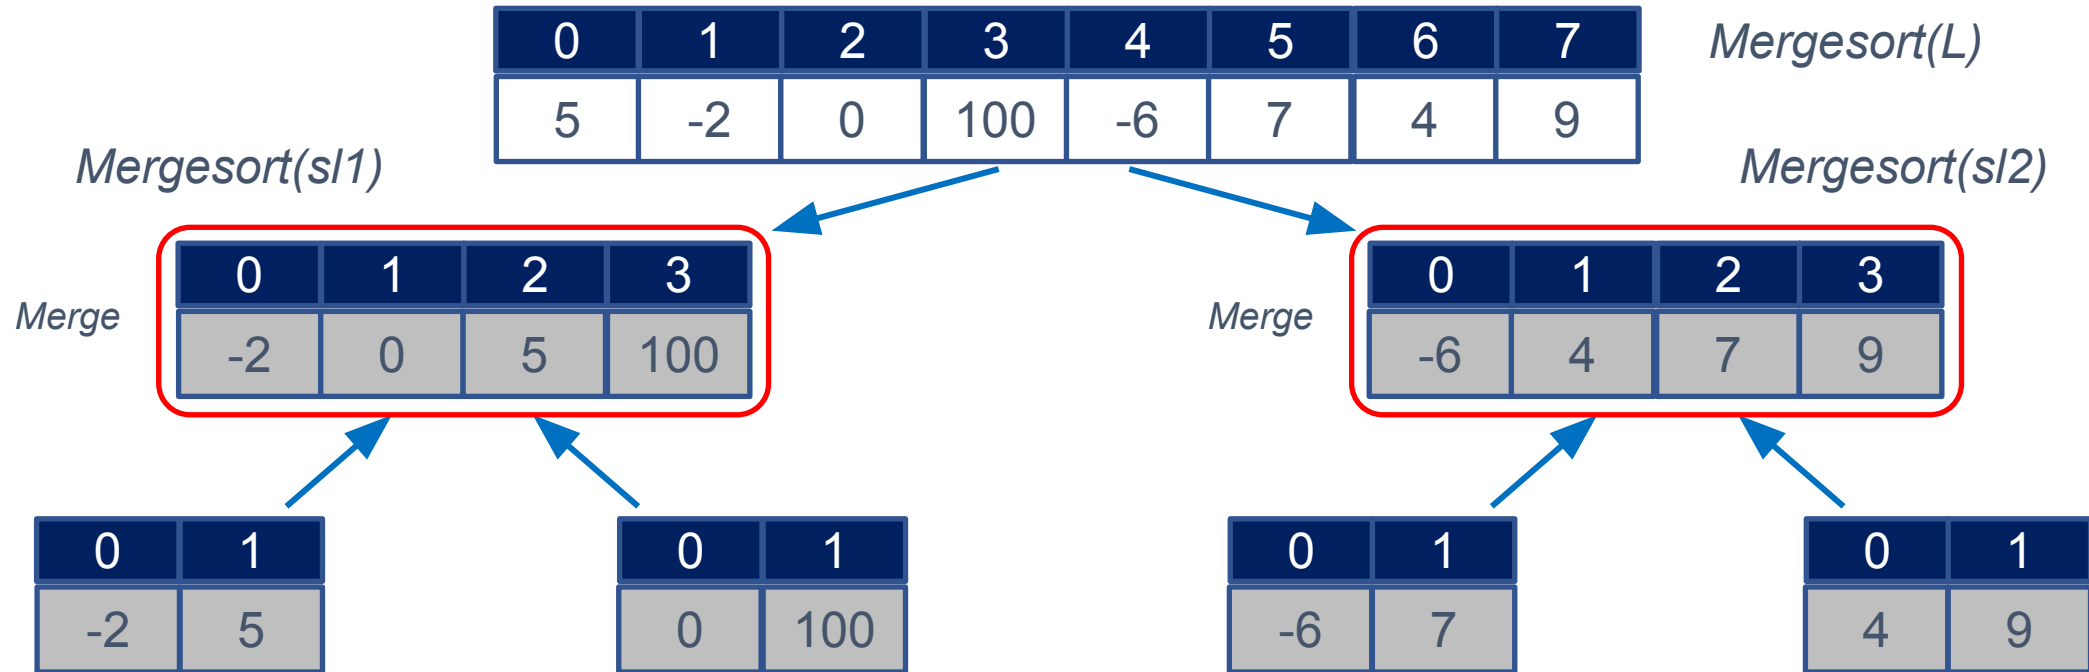 0 1 2 3 4 5 6 7
Mergesort(L)
5 -2 0 100 -6 7 4 9
Mergesort(sl1)
Mergesort(sl2)
0 1 2 3
Merge
-2 0 5 100
0 1 2 3
Merge
-6 4 7 9
0 1
-2 5
0 1
0 100
0 1
-6 7
0 1
4 9